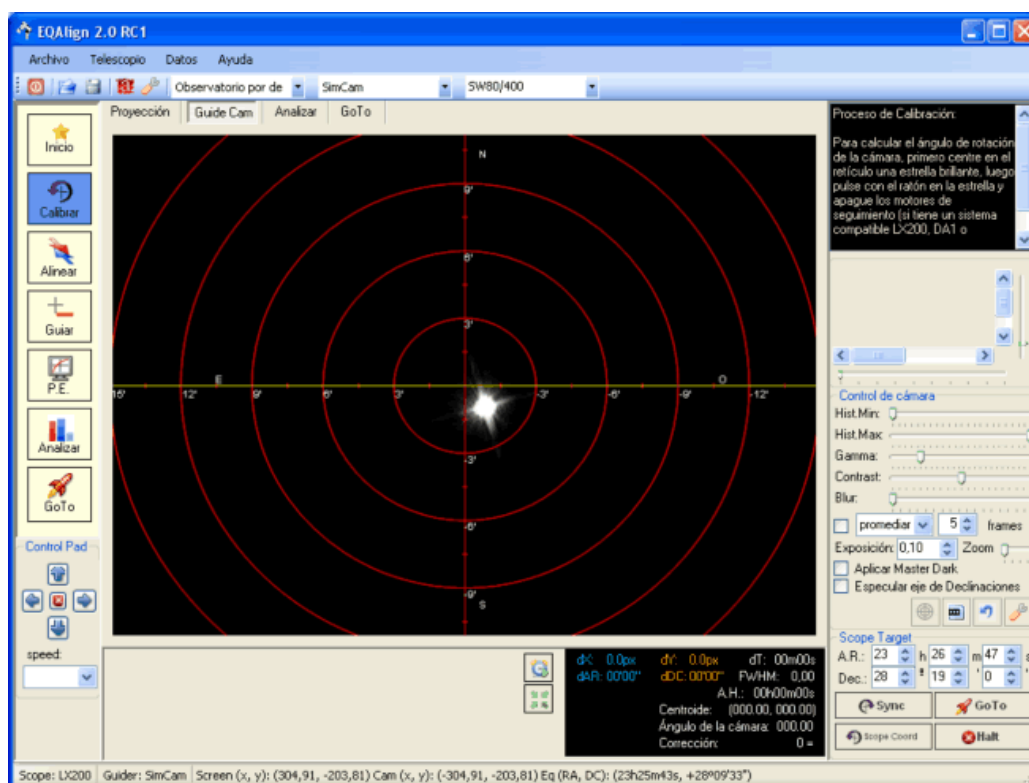 EQAlign 2.0 RC1
Archivo Telescopio Datos Ayuda
Observatorio por de SimCam SW80/400
Proyección Guide Cam Analizar GoTo
Inicio
Calibrar
Alinear
Guiar
P.E.
Analizar
GoTo
Control Pad
speed:
N
9'
6'
3'
E O
16' 12' 9' 6' 3' -3' -6' -9' -12'
-3'
-6'
-9'
S
Proceso de Calibración:
Para calcular el ángulo de rotación
de la cámara, primero centre en el
retículo una estrella brillante, luego
pulse con el ratón en la estrella y
apague los motores de
seguimiento (si tiene un sistema
compatible LX200, DA1 o
Control de cámara
Hist.Min:
Hist.Max:
Gamma:
Contrast:
Blur:
promediar 5 frames
Exposición: 0,10 Zoom
Aplicar Master Dark
Especular eje de Declinaciones
Scope Target
A.R.: 23 h 26 m 47 s
Dec.: 28 º 19 ' 0 "
Sync GoTo
Scope Coord Halt
dX: 0.0px dY: 0.0px dT: 00m00s
dAR: 00'00" dDC: 00'00" FWHM: 0,00
A.H.: 00h00m00s
Centroide: (000.00, 000.00)
Ángulo de la cámara: 000.00
Corrección: 0 =
Scope: LX200 Guider: SimCam Screen (x, y): (304,91, -203,81) Cam (x, y): (-304,91, -203,81) Eq (RA, DC): (23h25m43s, +28º09'33")